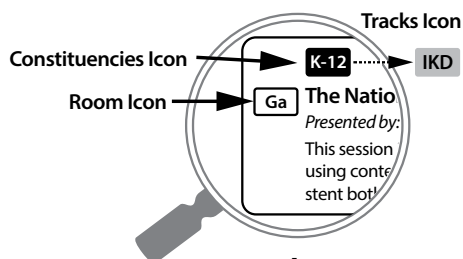 Tracks Icon
Constituencies Icon K-12 IKD
Room Icon Ga The Natio
Presented by:
This session
using conte
stent both